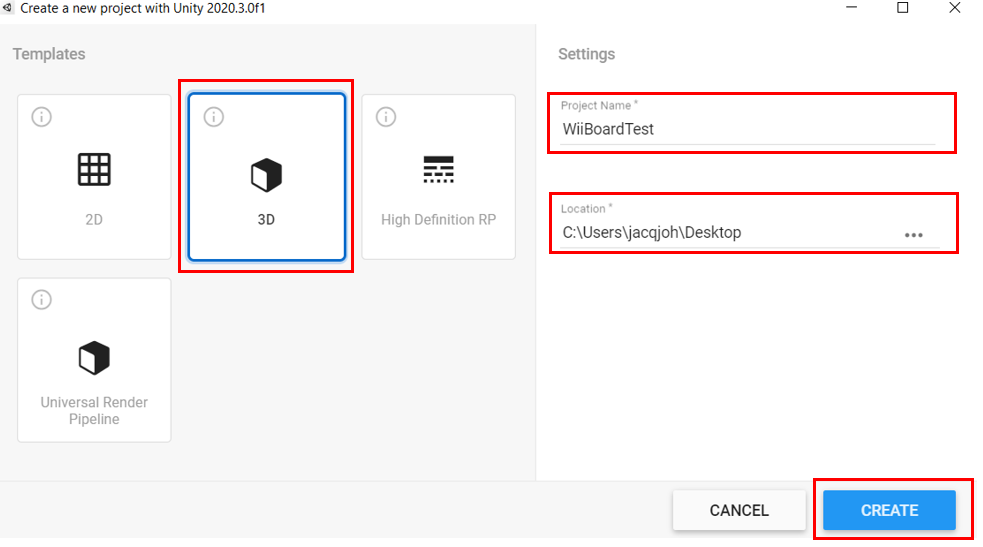 Create a new project with Unity 2020.3.0f1
Templates
2D
3D
High Definition RP
Universal Render
Pipeline
Settings
Project Name *
WiiBoardTest
Location *
C:\Users\jacqjoh\Desktop
CANCEL
CREATE